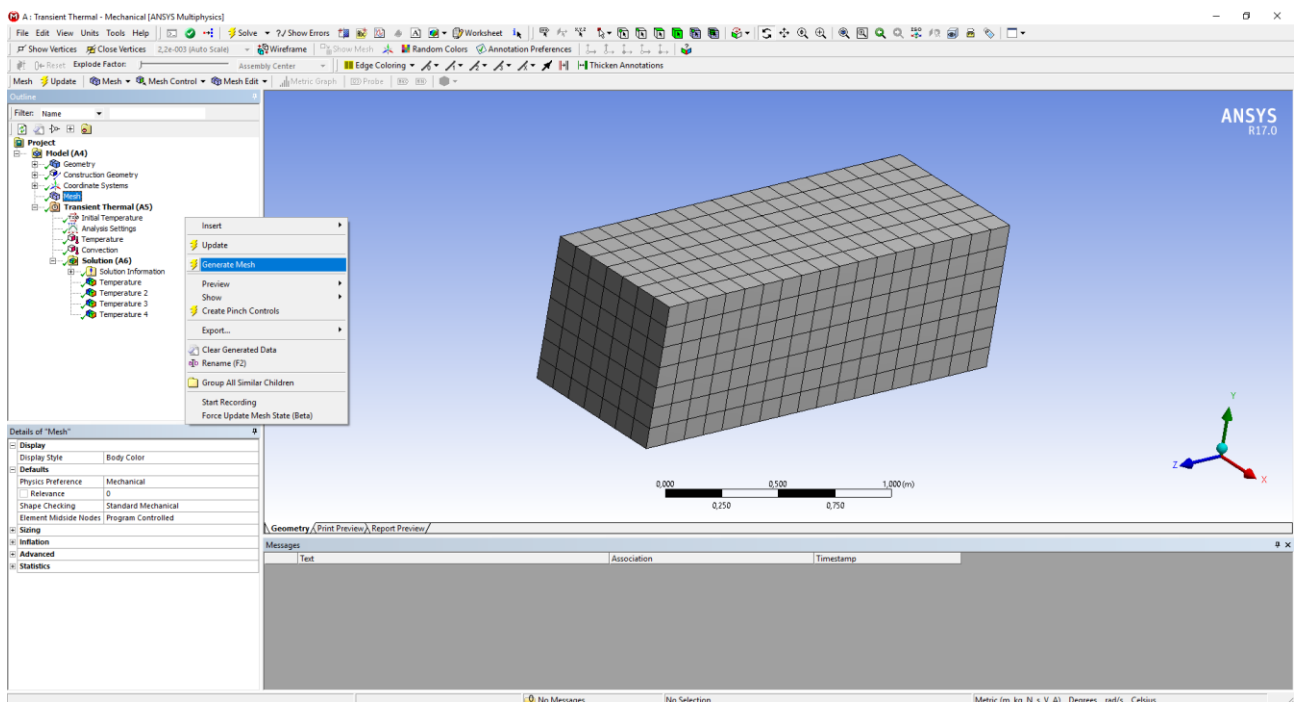 A : Transient Thermal - Mechanical [ANSYS Multiphysics]
File Edit View Units Tools Help Solve ?/ Show Errors Worksheet
Show Vertices Close Vertices 2,2e-003 (Auto Scale) Wireframe Show Mesh Random Colors Annotation Preferences
Reset Explode Factor: Assembly Center Edge Coloring Thicken Annotations
Mesh Update Mesh Mesh Control Mesh Edit Metric Graph Probe
Outline
Filter: Name
Project
Model (A4)
Geometry
Construction Geometry
Coordinate Systems
Mesh
Transient Thermal (A5)
Initial Temperature
Analysis Settings
Temperature
Convection
Solution (A6)
Solution Information
Temperature
Temperature 2
Temperature 3
Temperature 4
Insert
Update
Generate Mesh
Preview
Show
Create Pinch Controls
Export...
Clear Generated Data
Rename (F2)
Group All Similar Children
Start Recording
Force Update Mesh State (Beta)
ANSYS
R17.0
Y
Z
X
0,000 0,500 1,000 (m)
0,250 0,750
Details of "Mesh"
Display
Display Style Body Color
Defaults
Physics Preference Mechanical
Relevance 0
Shape Checking Standard Mechanical
Element Midside Nodes Program Controlled
Sizing
Inflation
Advanced
Statistics
Geometry Print Preview Report Preview
Messages
Text Association Timestamp
0 No Messages No Selection Metric (m, kg, N, s, V, A) Degrees rad/s Celsius